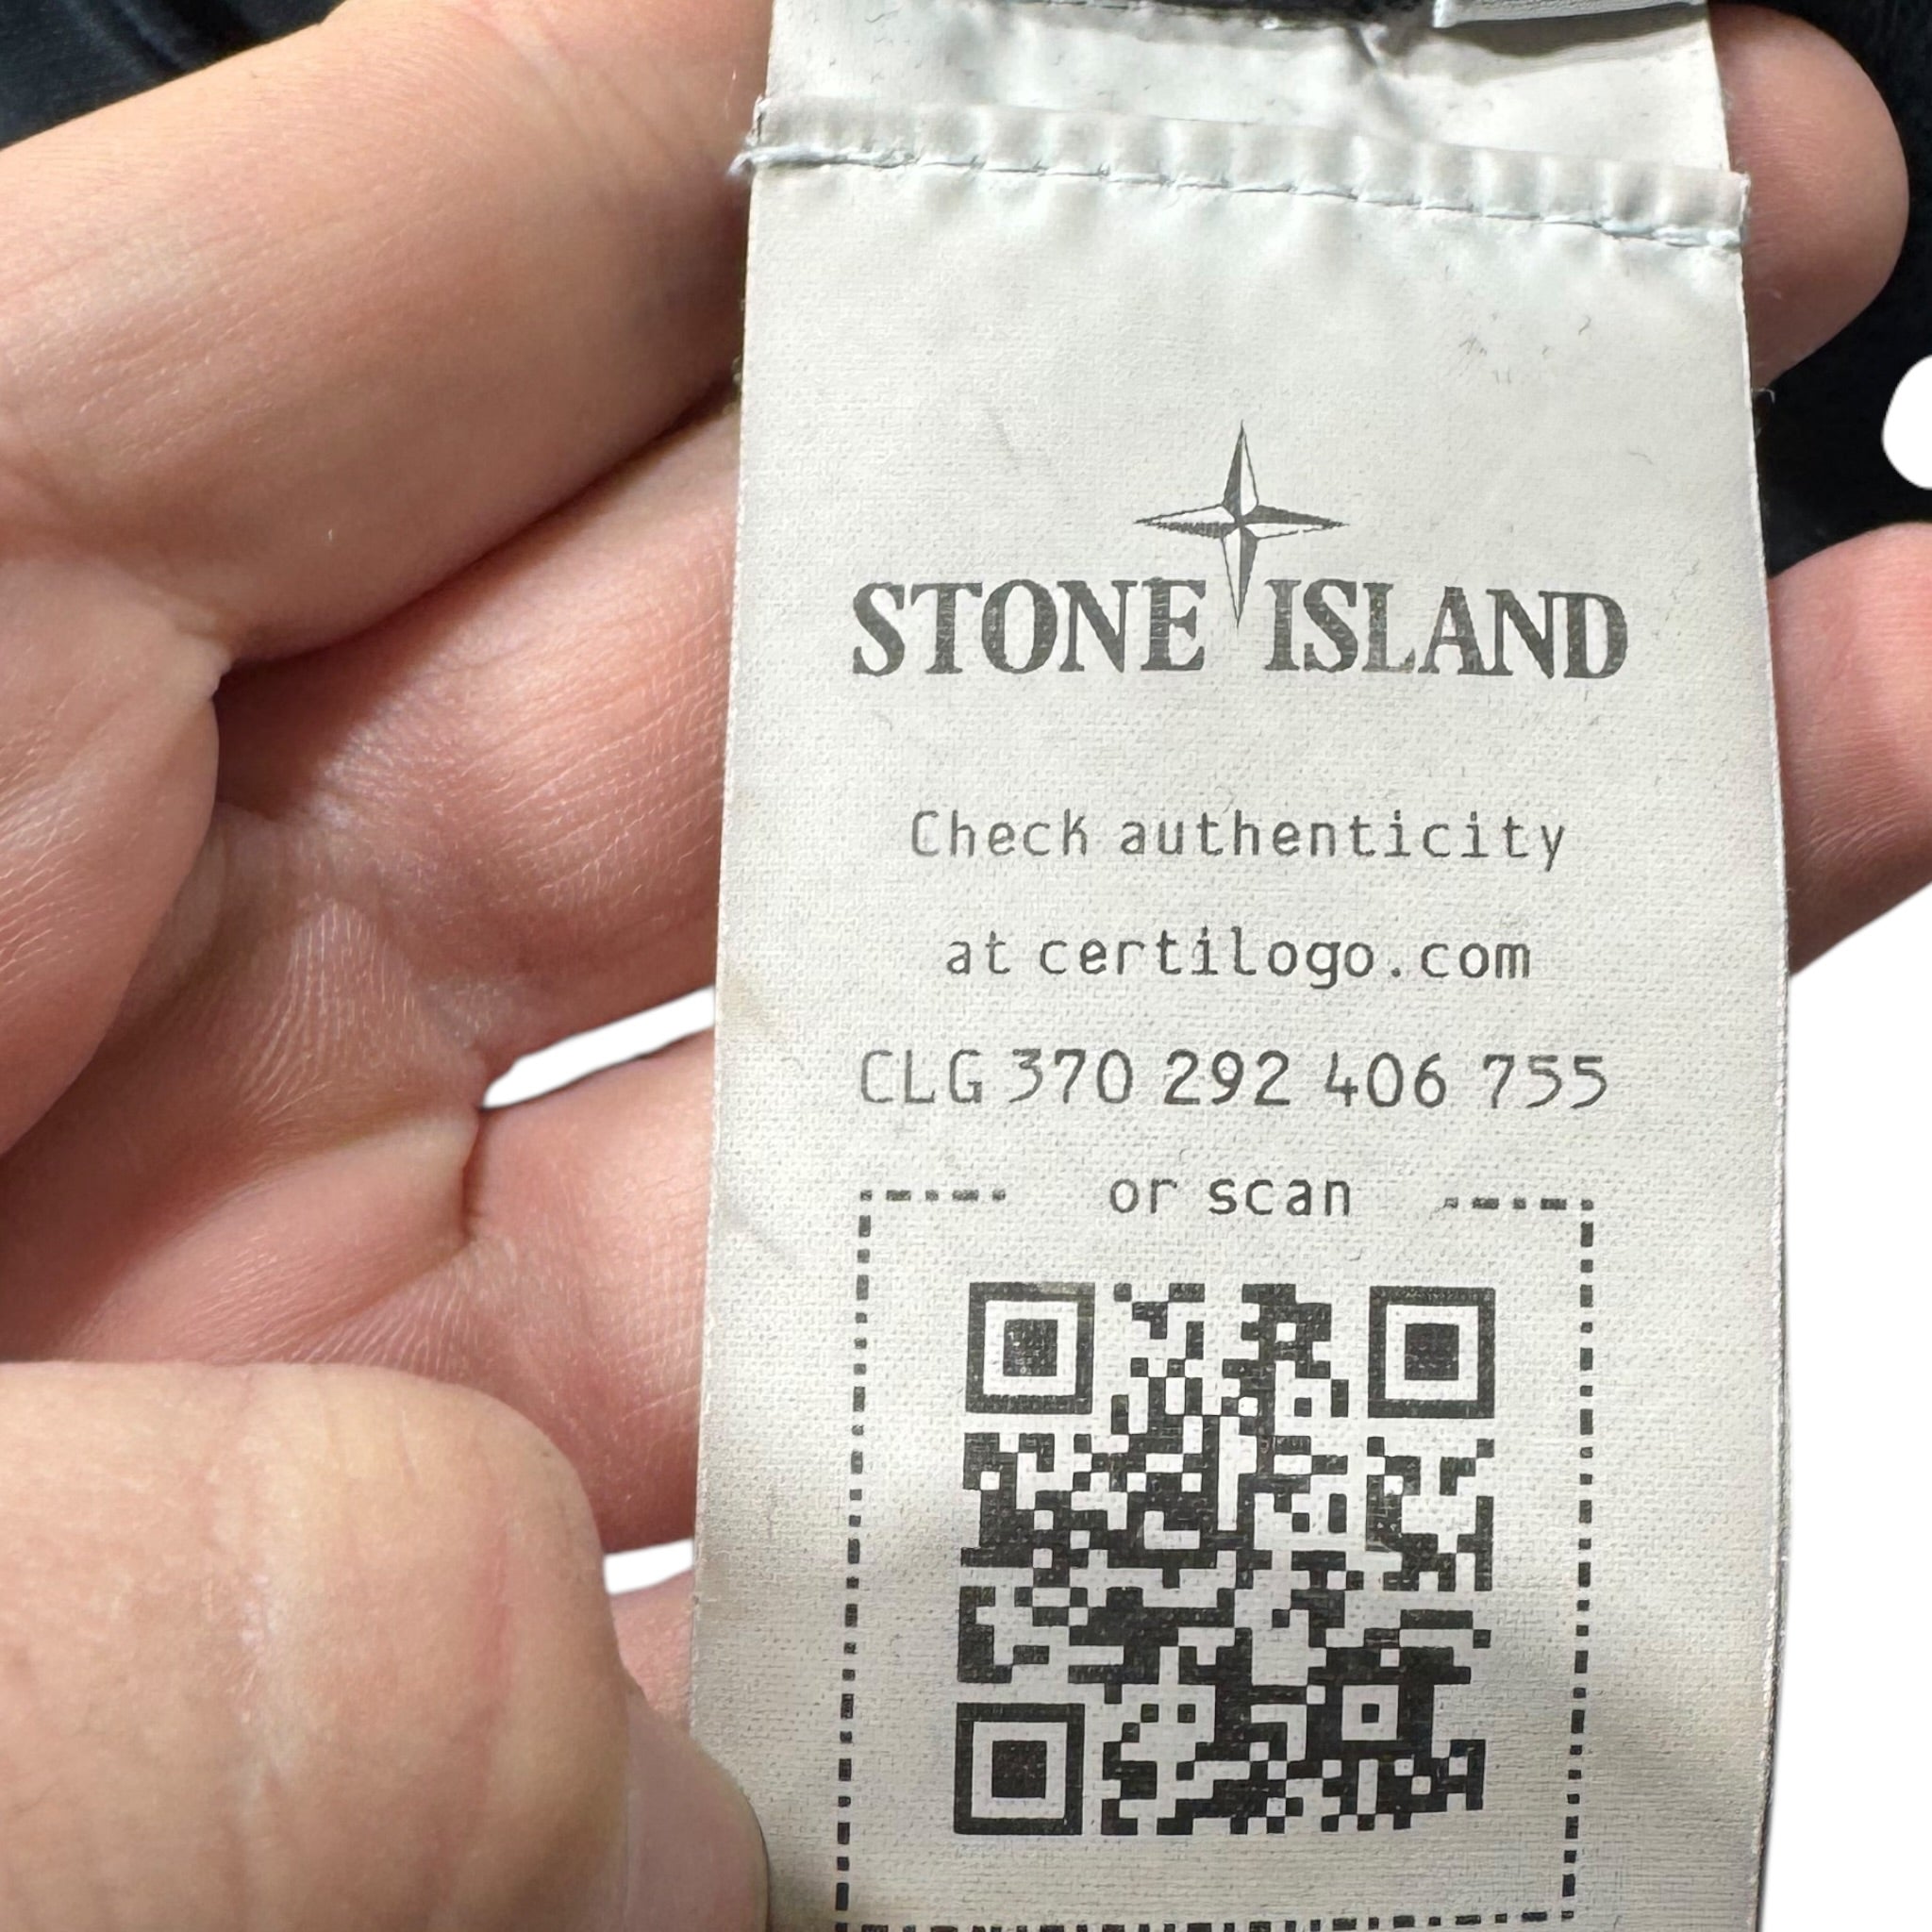 STONE ISLAND
Check authenticity
at certilogo.com
CLG 370 292 406 755
or scan